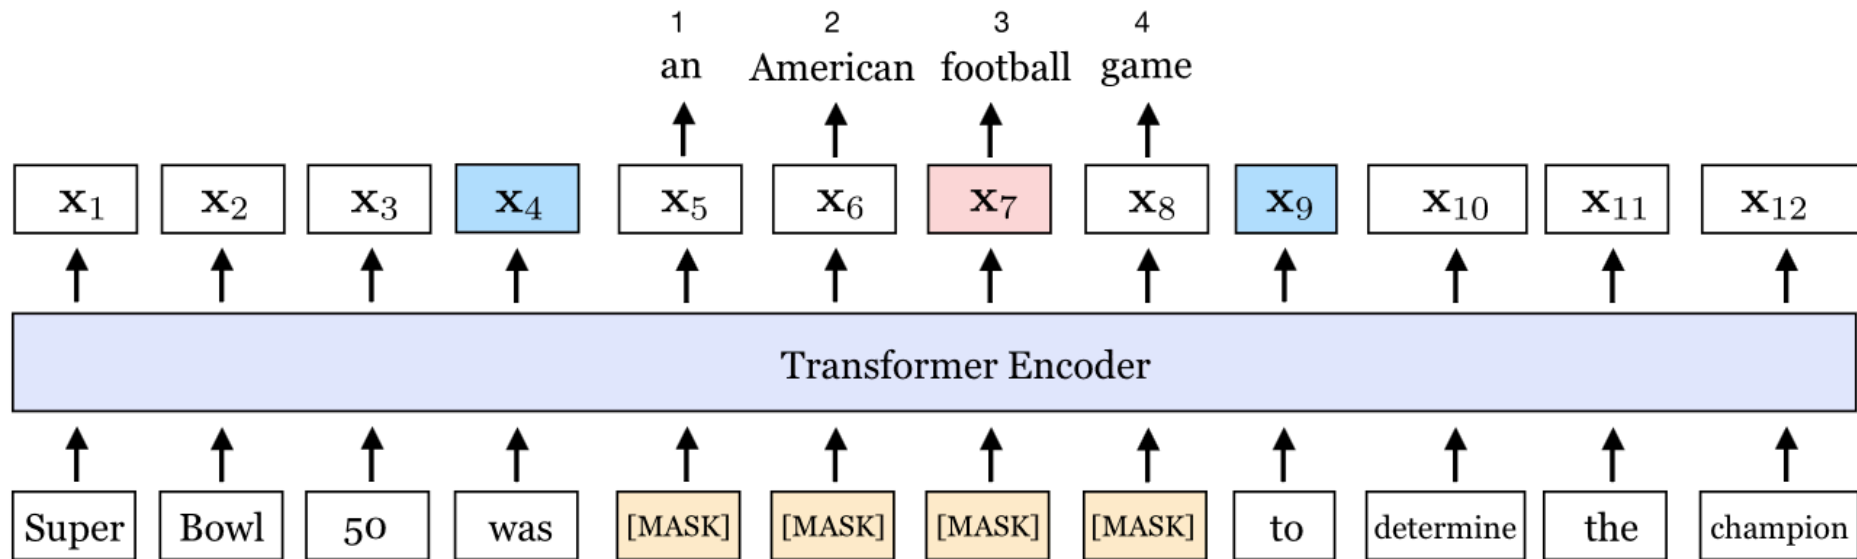 1 2 3 4
an American football game
x₁ x₂ x₃ x₄ x₅ x₆ x₇ x₈ x₉ x₁₀ x₁₁ x₁₂
Transformer Encoder
Super Bowl 50 was [MASK] [MASK] [MASK] [MASK] to determine the champion